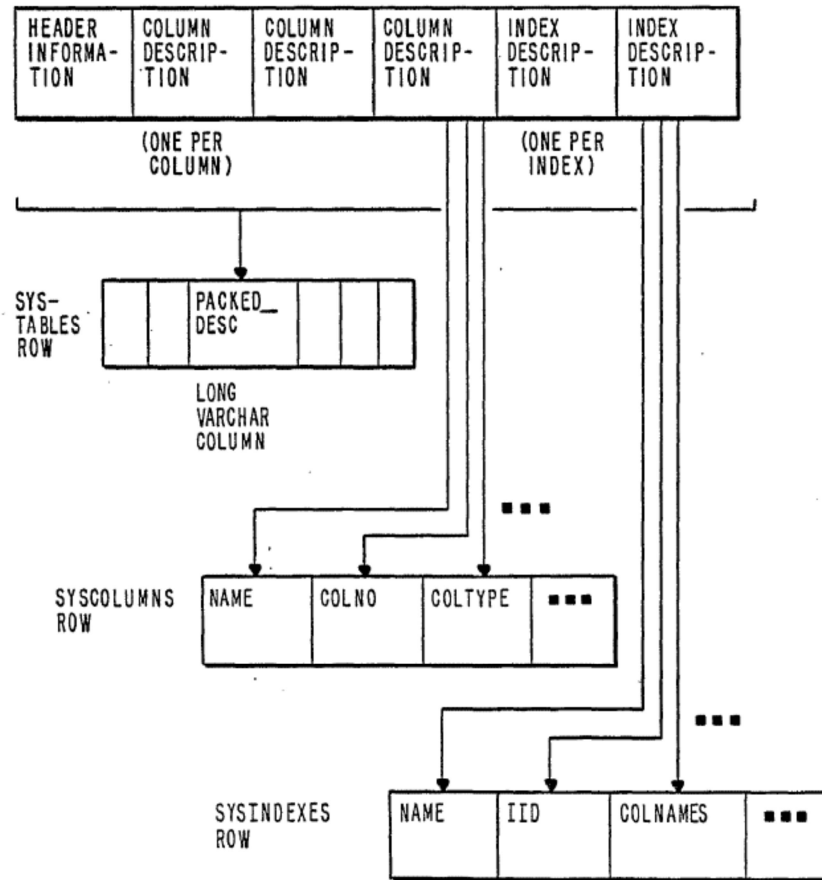 HEADER
INFORMA-
TION
COLUMN
DESCRIP-
TION
COLUMN
DESCRIP-
TION
COLUMN
DESCRIP-
TION
INDEX
DESCRIP-
TION
INDEX
DESCRIP-
TION
(ONE PER
COLUMN)
(ONE PER
INDEX)
SYS-
TABLES
ROW
PACKED_
DESC
LONG
VARCHAR
COLUMN
SYSCOLUMNS
ROW
NAME
COLNO
COLTYPE
SYSINDEXES
ROW
NAME
IID
COLNAMES